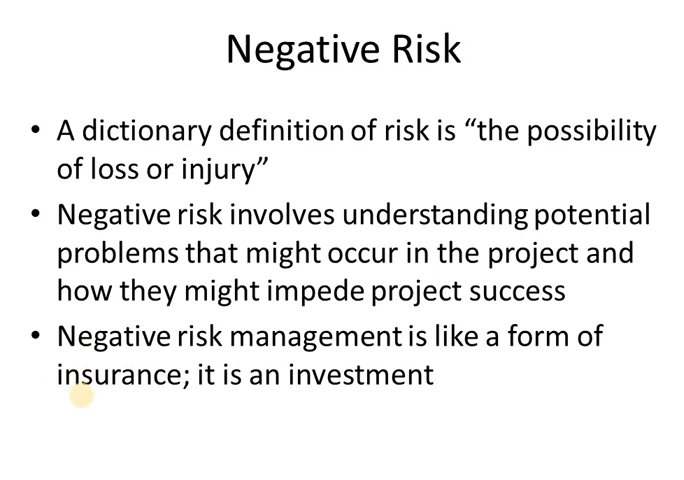 Negative Risk
• A dictionary definition of risk is “the possibility
of loss or injury”
• Negative risk involves understanding potential
problems that might occur in the project and
how they might impede project success
• Negative risk management is like a form of
insurance; it is an investment